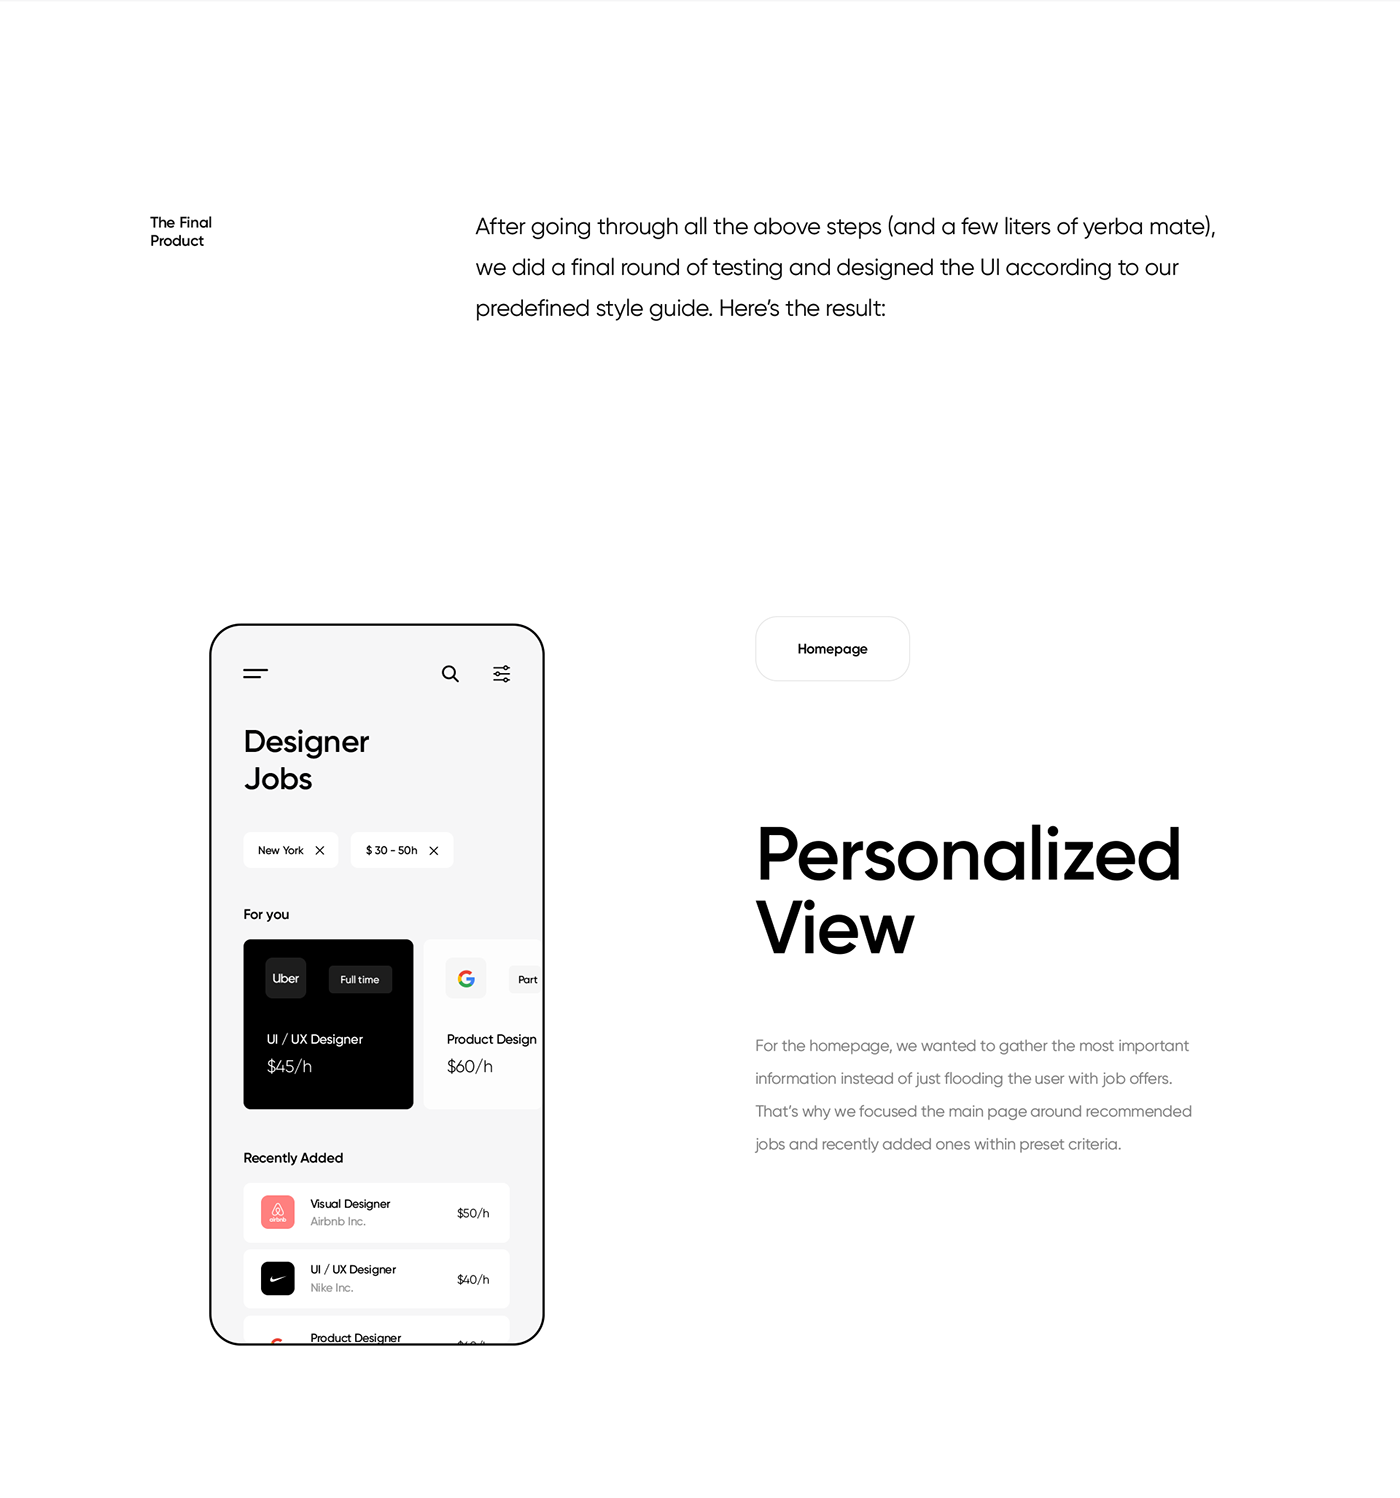 The Final
Product
After going through all the above steps (and a few liters of yerba mate),
we did a final round of testing and designed the UI according to our
predefined style guide. Here’s the result:
Designer
Jobs
New York
$ 30 - 50h
For you
Uber
Full time
UI / UX Designer
$45/h
Part
Product Design
$60/h
Recently Added
airbnb
Visual Designer
Airbnb Inc.
$50/h
UI / UX Designer
Nike Inc.
$40/h
Product Designer
Homepage
Personalized
View
For the homepage, we wanted to gather the most important
information instead of just flooding the user with job offers.
That’s why we focused the main page around recommended
jobs and recently added ones within preset criteria.